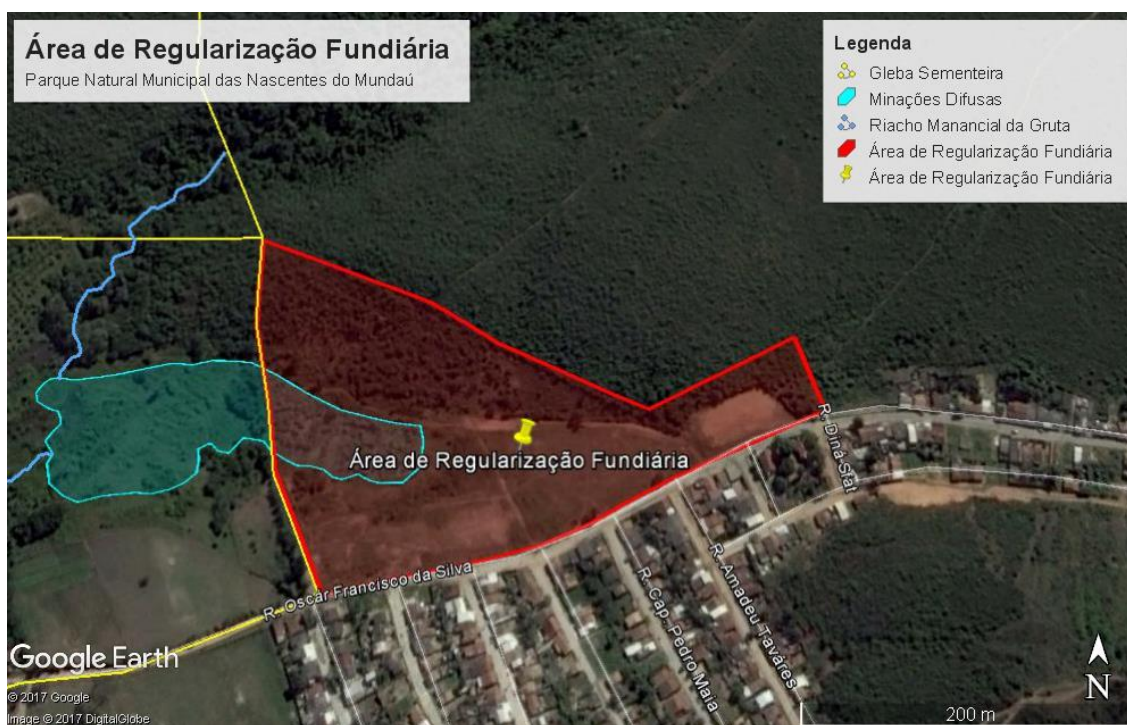 Área de Regularização Fundiária
Parque Natural Municipal das Nascentes do Mundaú
Legenda
Gleba Sementeira
Minações Difusas
Riacho Manancial da Gruta
Área de Regularização Fundiária
Área de Regularização Fundiária
Área de Regularização Fundiária
R. Diná-Sfat
R. Oscar Francisco da Silva
R. Cap. Pedro Maia
R. Amadeu Tavares
Google Earth
© 2017 Google
Image © 2017 DigitalGlobe
N
200 m